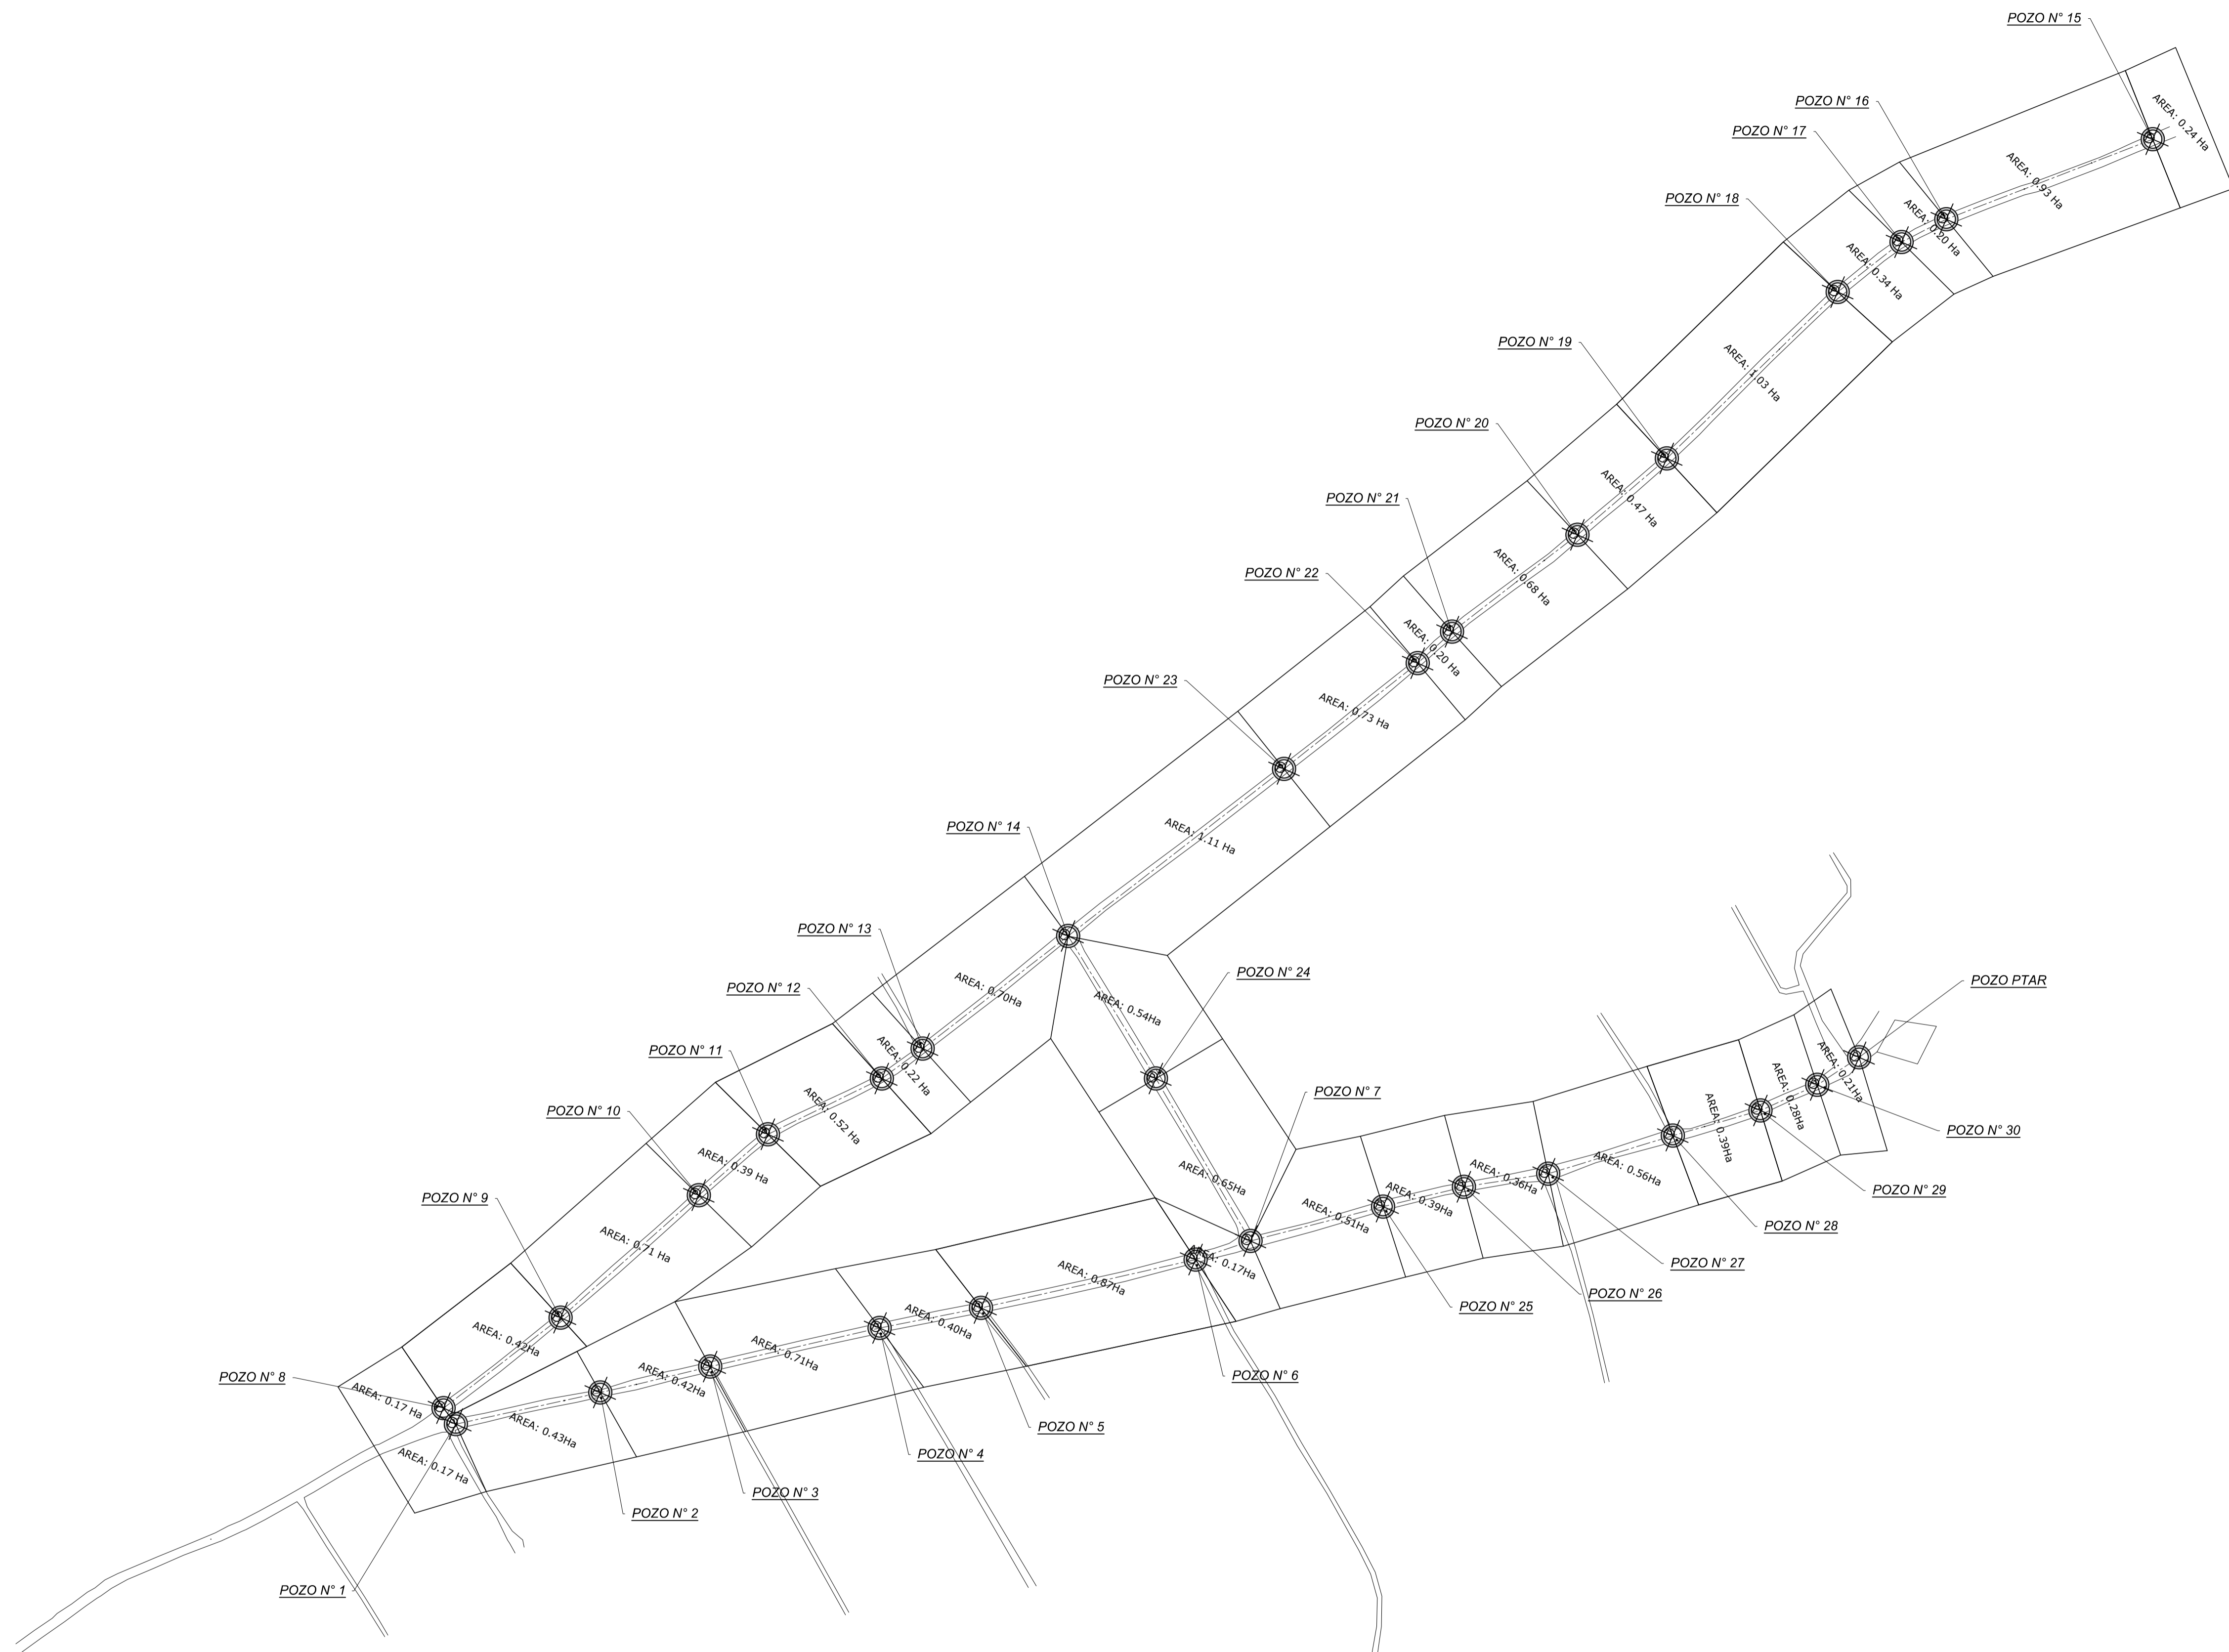 POZO N° 15
AREA: 0.24 Ha
POZO N° 16
POZO N° 17
AREA: 0.93 Ha
POZO N° 18
AREA: 0.20 Ha
AREA: 0.34 Ha
POZO N° 19
AREA: 1.03 Ha
POZO N° 20
AREA: 0.47 Ha
POZO N° 21
AREA: 0.68 Ha
POZO N° 22
AREA: 0.20 Ha
POZO N° 23
AREA: 0.73 Ha
POZO N° 14
AREA: 1.11 Ha
POZO N° 13
AREA: 0.70Ha
POZO N° 24
POZO N° 12
POZO PTAR
AREA: 0.54Ha
POZO N° 11
AREA: 0.22 Ha
AREA: 0.21Ha
POZO N° 7
AREA: 0.28Ha
POZO N° 10
AREA: 0.52 Ha
POZO N° 30
AREA: 0.39Ha
AREA: 0.39 Ha
AREA: 0.65Ha
AREA: 0.56Ha
AREA: 0.36Ha
POZO N° 29
POZO N° 9
AREA: 0.39Ha
AREA: 0.51Ha
POZO N° 28
AREA: 0.71 Ha
AREA: 0.17Ha
POZO N° 27
AREA: 0.87Ha
POZO N° 26
POZO N° 25
AREA: 0.40Ha
AREA: 0.42Ha
AREA: 0.71Ha
POZO N° 8
POZO N° 6
AREA: 0.42Ha
AREA: 0.17 Ha
POZO N° 5
AREA: 0.43Ha
POZO N° 4
AREA: 0.17 Ha
POZO N° 3
POZO N° 2
POZO N° 1